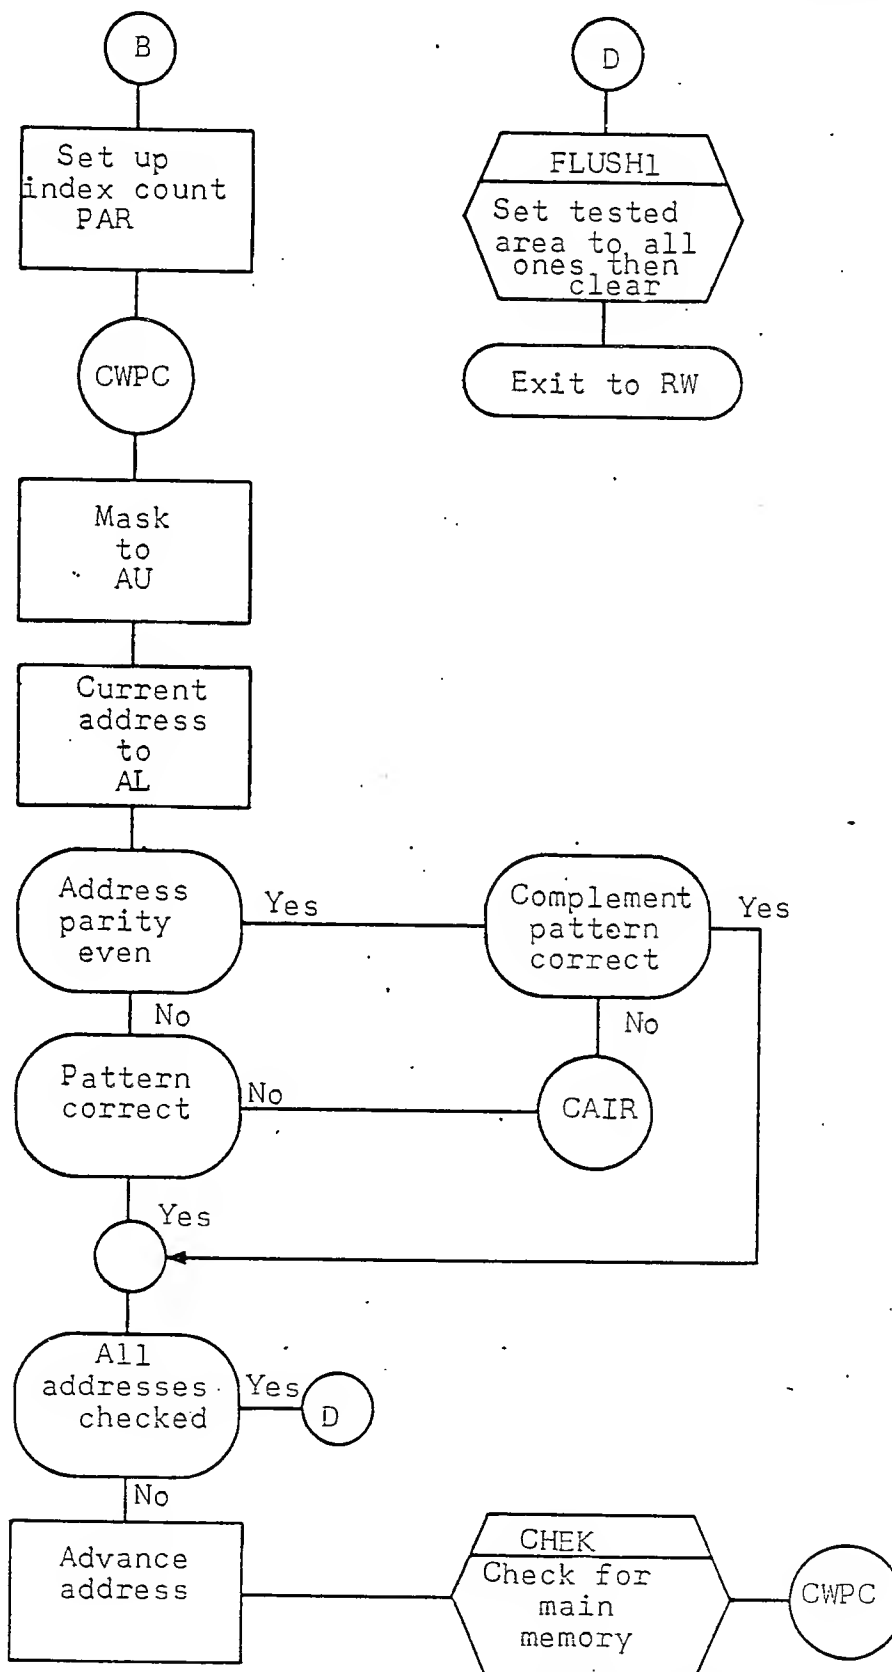 B
Set up
index count
PAR
CWPC
Mask
to
AU
Current
address
to
AL
Address
parity
even
Yes
Complement
pattern
correct
Yes
No
No
Pattern
correct
No
CAIR
Yes
All
addresses
checked
Yes
D
No
Advance
address
CHEK
Check for
main
memory
CWPC
D
FLUSH1
Set tested
area to all
ones then
clear
Exit to RW